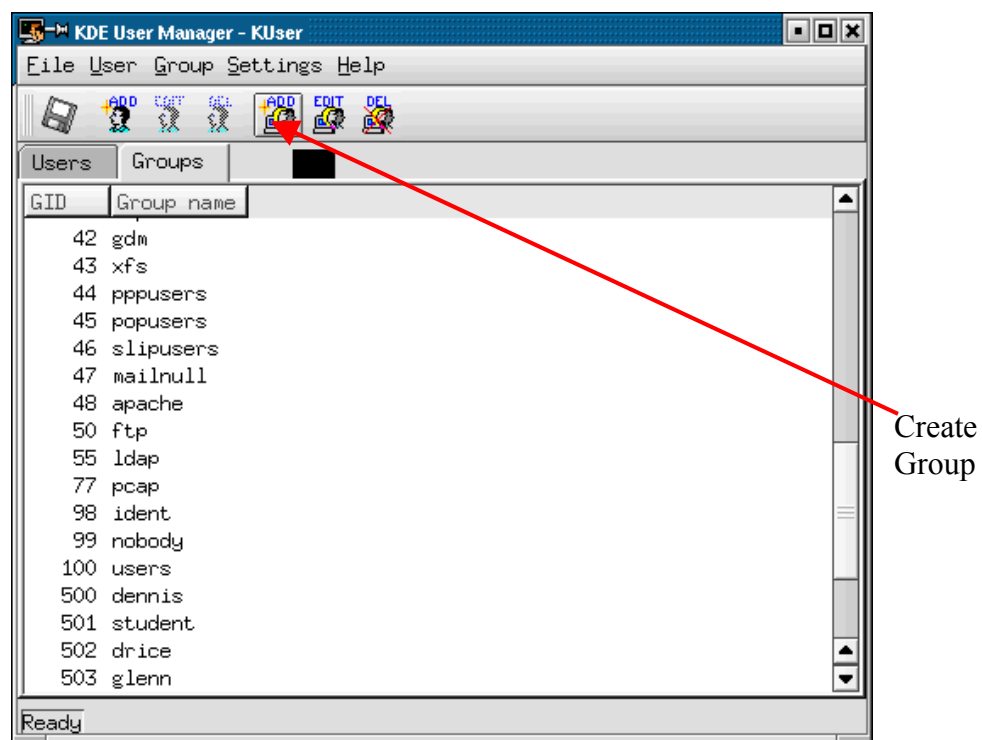 KDE User Manager - KUser
File User Group Settings Help
ADD EDIT DEL ADD EDIT DEL
Users Groups
GID Group name
42 gdm
43 xfs
44 pppusers
45 popusers
46 slipusers
47 mailnull
48 apache
50 ftp
55 ldap
77 pcap
98 ident
99 nobody
100 users
500 dennis
501 student
502 drice
503 glenn
Create
Group
Ready